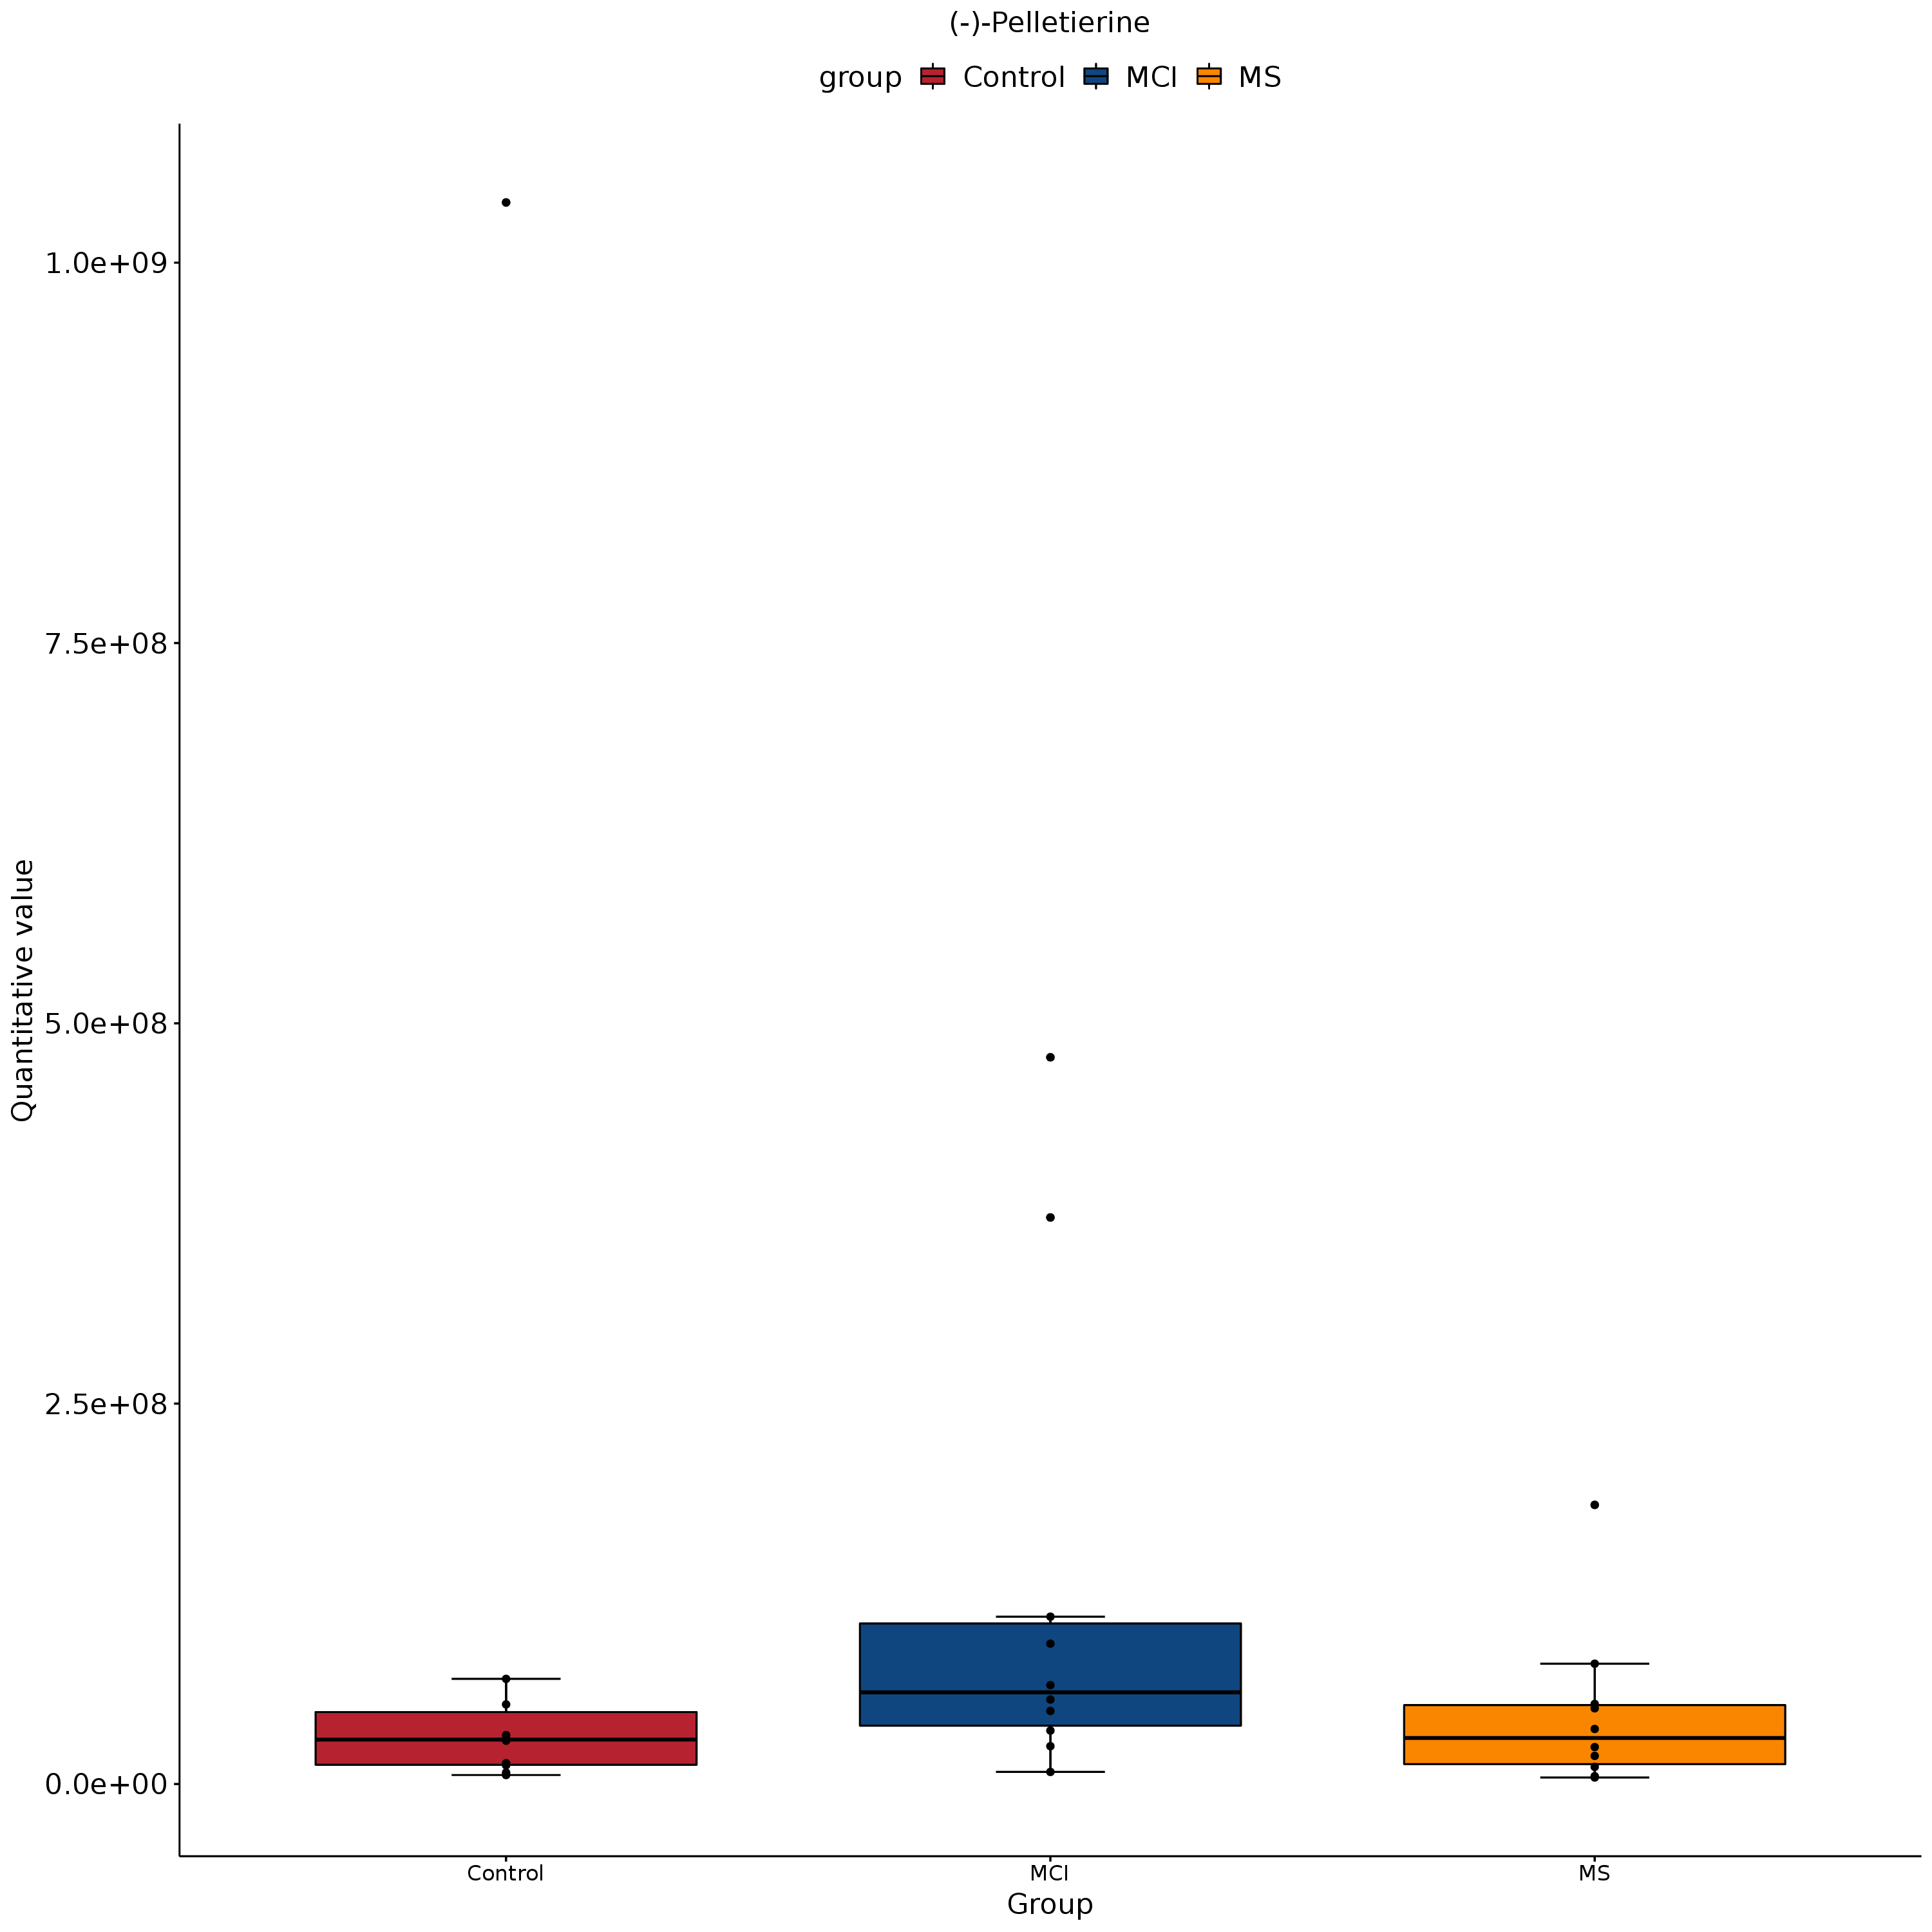 (-)-Pelletierine
group Control MCI MS
1.0e+09
7.5e+08
5.0e+08
2.5e+08
0.0e+00
Quantitative value
Control MCI MS
Group